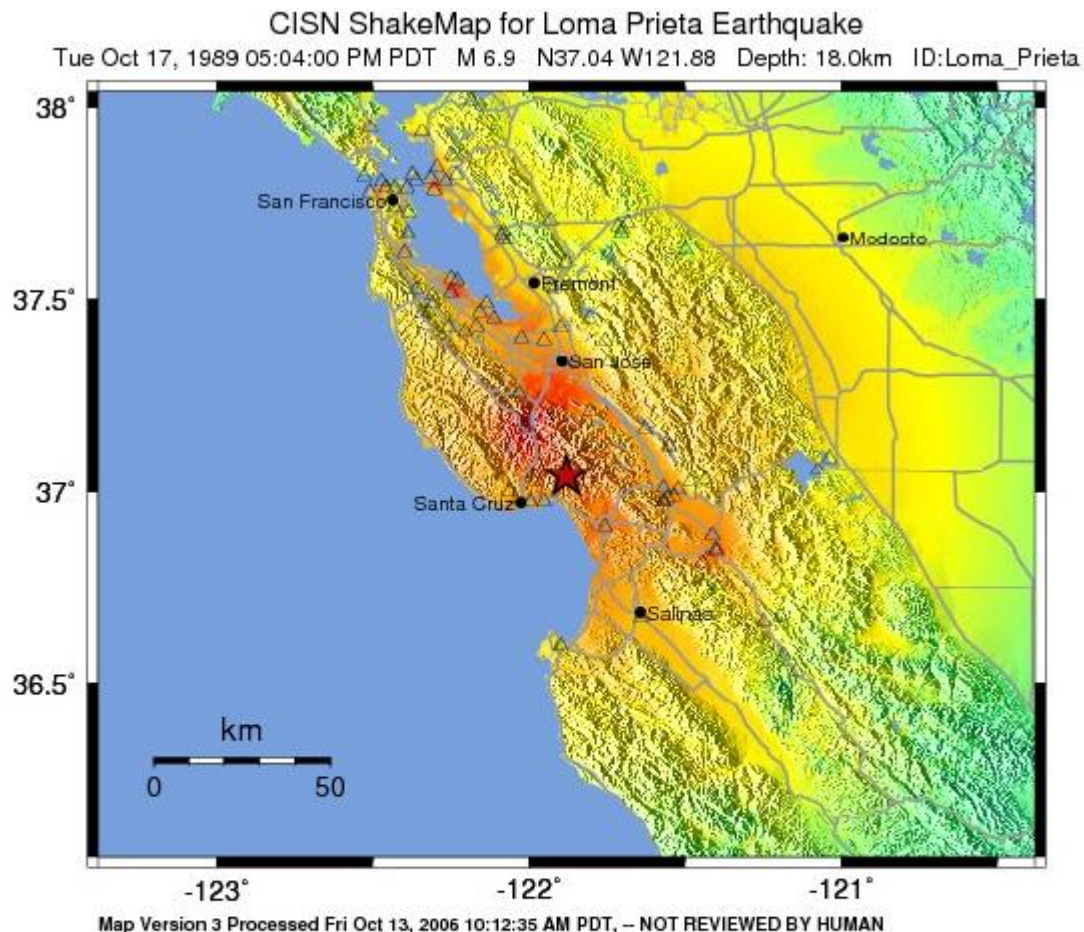 CISN ShakeMap for Loma Prieta Earthquake
Tue Oct 17, 1989 05:04:00 PM PDT M 6.9 N37.04 W121.88 Depth: 18.0km ID:Loma_Prieta
38°
San Francisco
Modesto
Fremont
37.5°
San Jose
37°
Santa Cruz
Salinas
36.5°
km
0 50
-123° -122° -121°
Map Version 3 Processed Fri Oct 13, 2006 10:12:35 AM PDT, -- NOT REVIEWED BY HUMAN